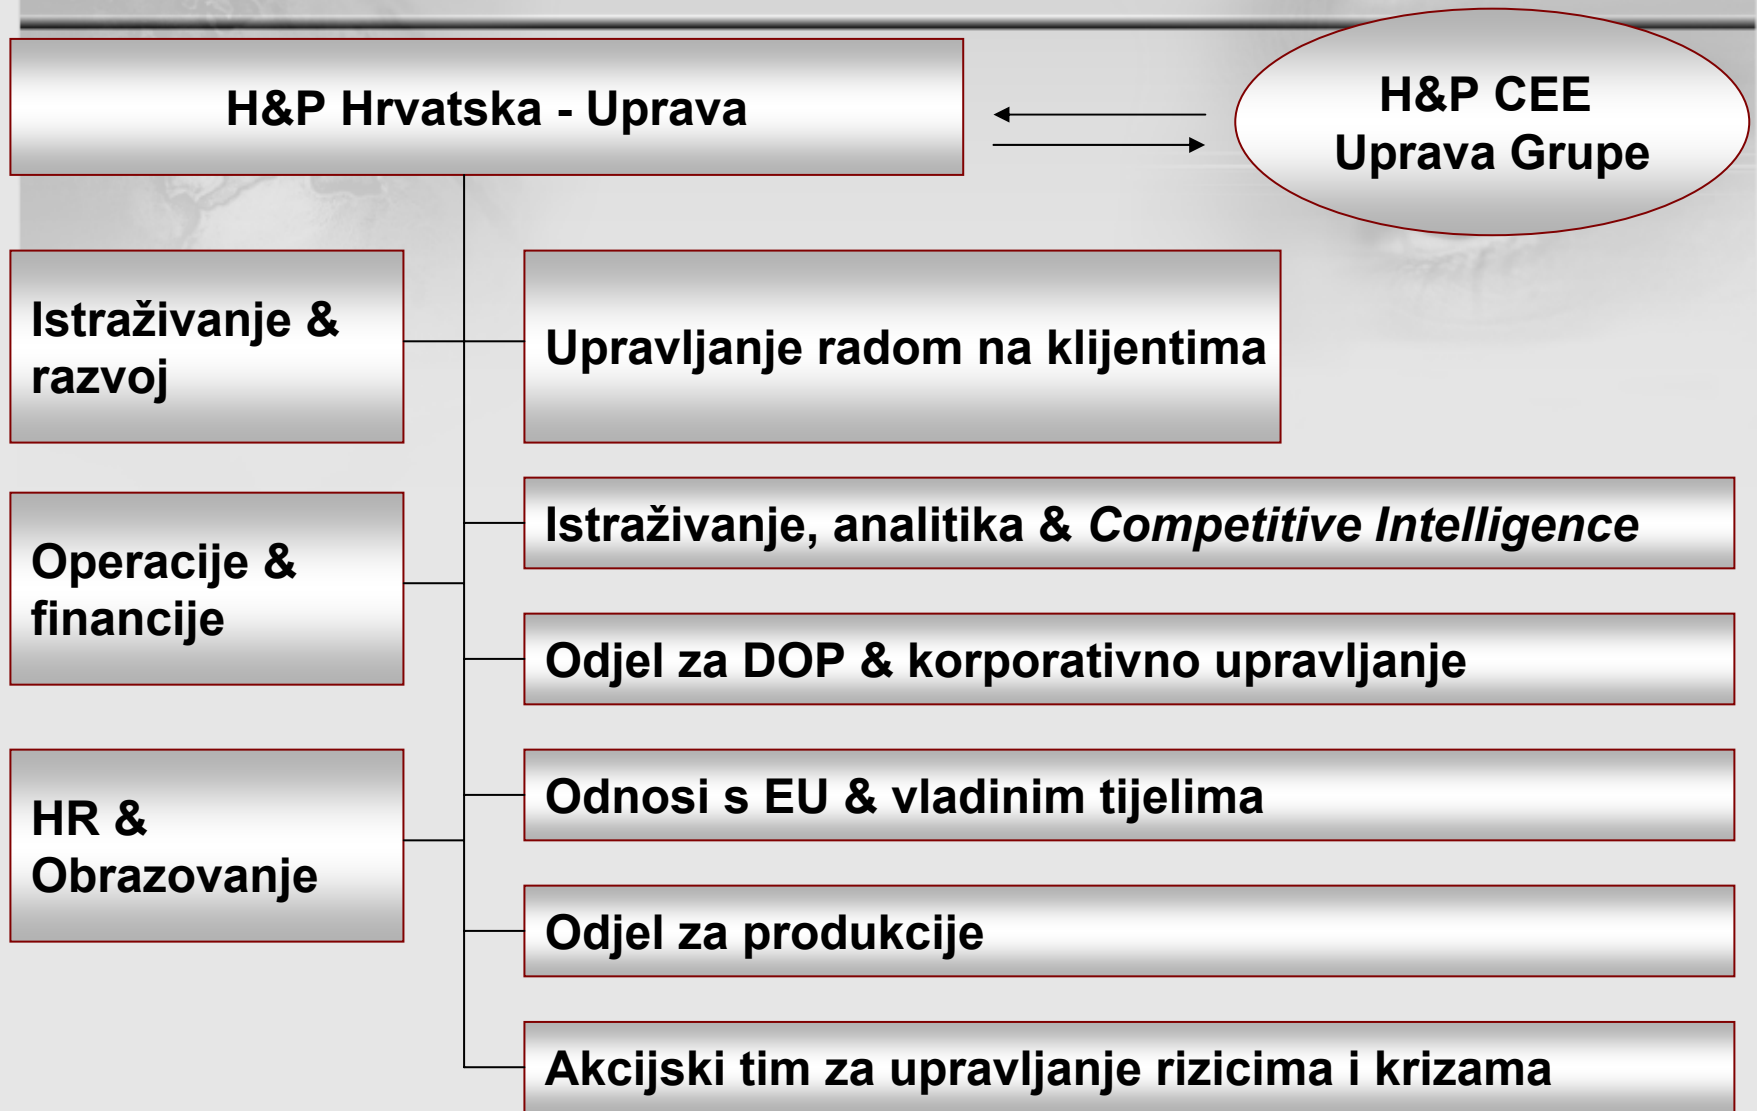 H&P Hrvatska - Uprava
H&P CEE
Uprava Grupe
Istraživanje &
razvoj
Upravljanje radom na klijentima
Operacije &
financije
Istraživanje, analitika & Competitive Intelligence
Odjel za DOP & korporativno upravljanje
HR &
Obrazovanje
Odnosi s EU & vladinim tijelima
Odjel za produkcije
Akcijski tim za upravljanje rizicima i krizama